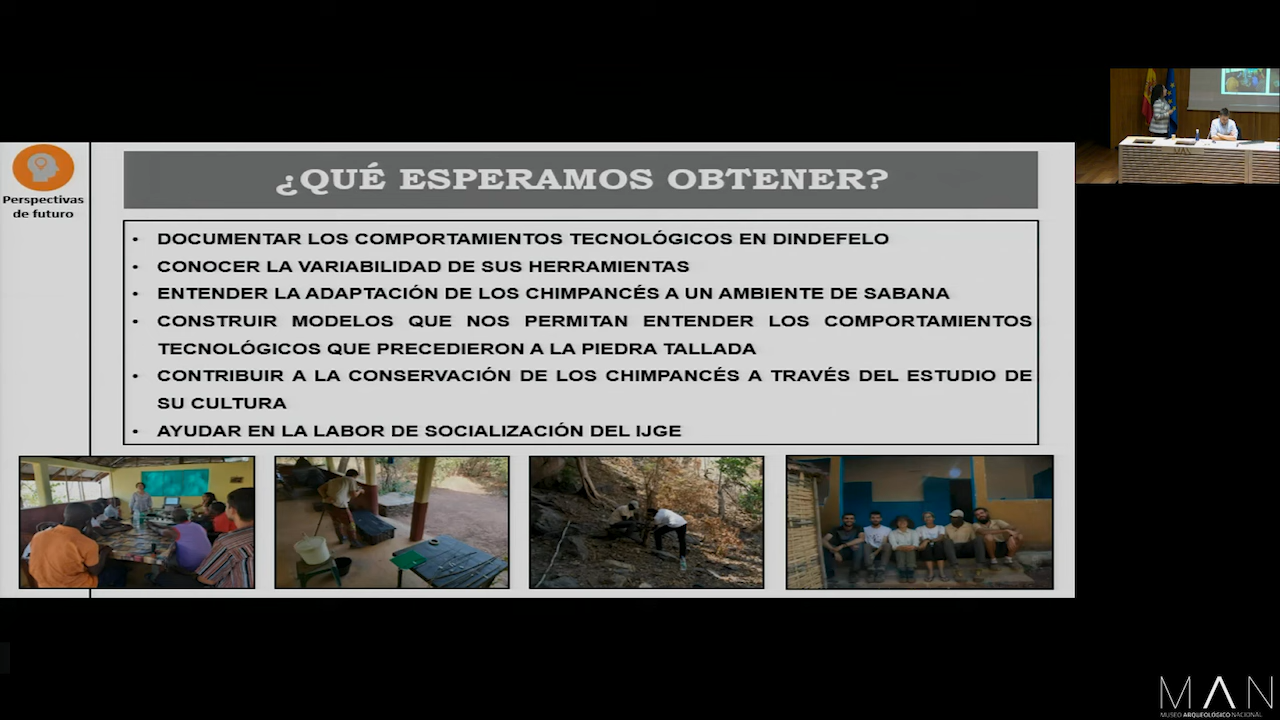 Perspectivas
de futuro
¿QUÉ ESPERAMOS OBTENER?
• DOCUMENTAR LOS COMPORTAMIENTOS TECNOLÓGICOS EN DINDEFELO
• CONOCER LA VARIABILIDAD DE SUS HERRAMIENTAS
• ENTENDER LA ADAPTACIÓN DE LOS CHIMPANCÉS A UN AMBIENTE DE SABANA
• CONSTRUIR MODELOS QUE NOS PERMITAN ENTENDER LOS COMPORTAMIENTOS
TECNOLÓGICOS QUE PRECEDIERON A LA PIEDRA TALLADA
• CONTRIBUIR A LA CONSERVACIÓN DE LOS CHIMPANCÉS A TRAVÉS DEL ESTUDIO DE
SU CULTURA
• AYUDAR EN LA LABOR DE SOCIALIZACIÓN DEL IJGE
MAN
MUSEO ARQUEOLÓGICO NACIONAL